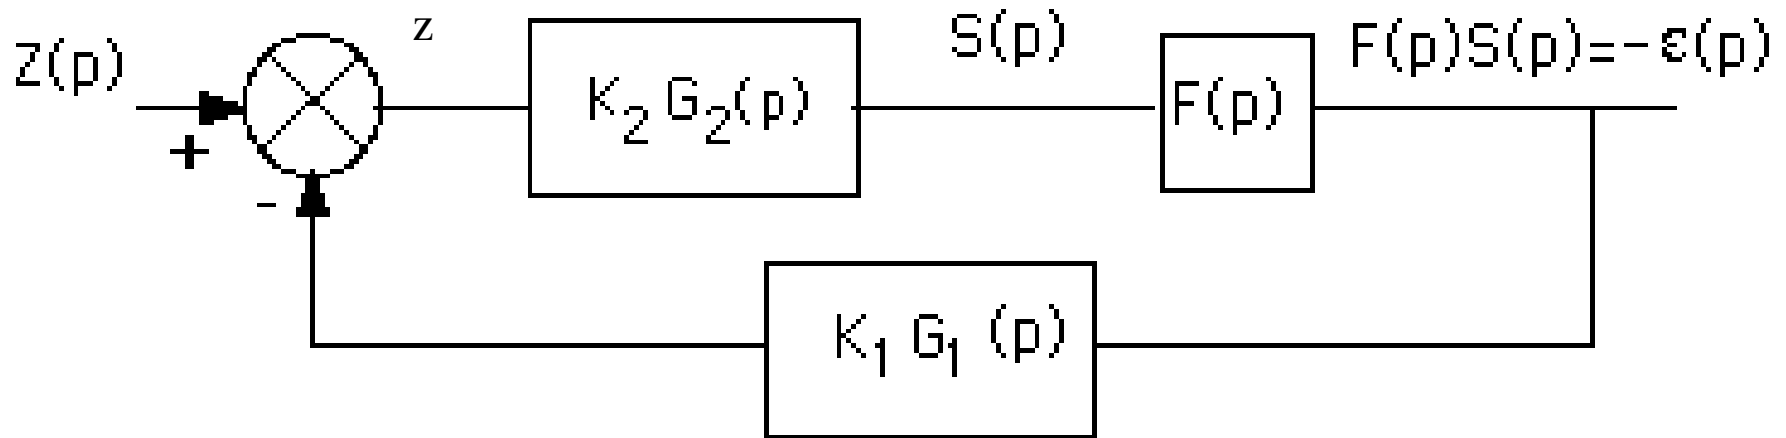 Z(p)
+
-
z
K2 G2(p)
S(p)
F(p)
F(p)S(p)=-ε(p)
K1 G1 (p)